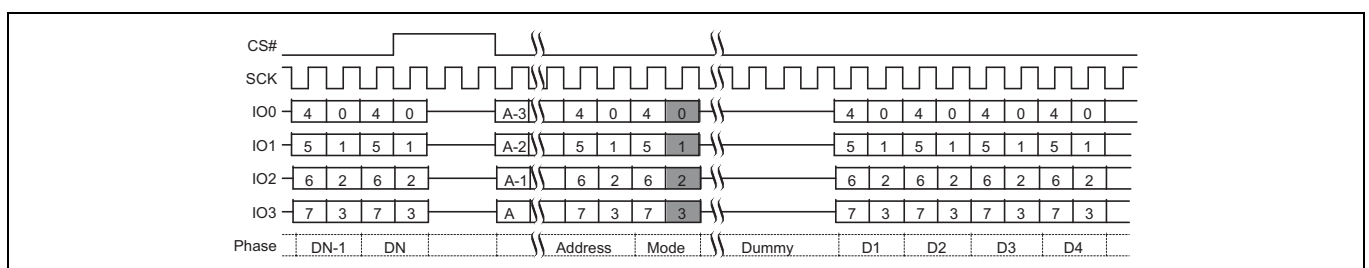 CS#
SCK
IO0 4 0 4 0 A-3 4 0 4 0 4 0 4 0 4 0 4 0
IO1 5 1 5 1 A-2 5 1 5 1 5 1 5 1 5 1 5 1
IO2 6 2 6 2 A-1 6 2 6 2 6 2 6 2 6 2 6 2
IO3 7 3 7 3 A 7 3 7 3 7 3 7 3 7 3 7 3
Phase DN-1 DN Address Mode Dummy D1 D2 D3 D4